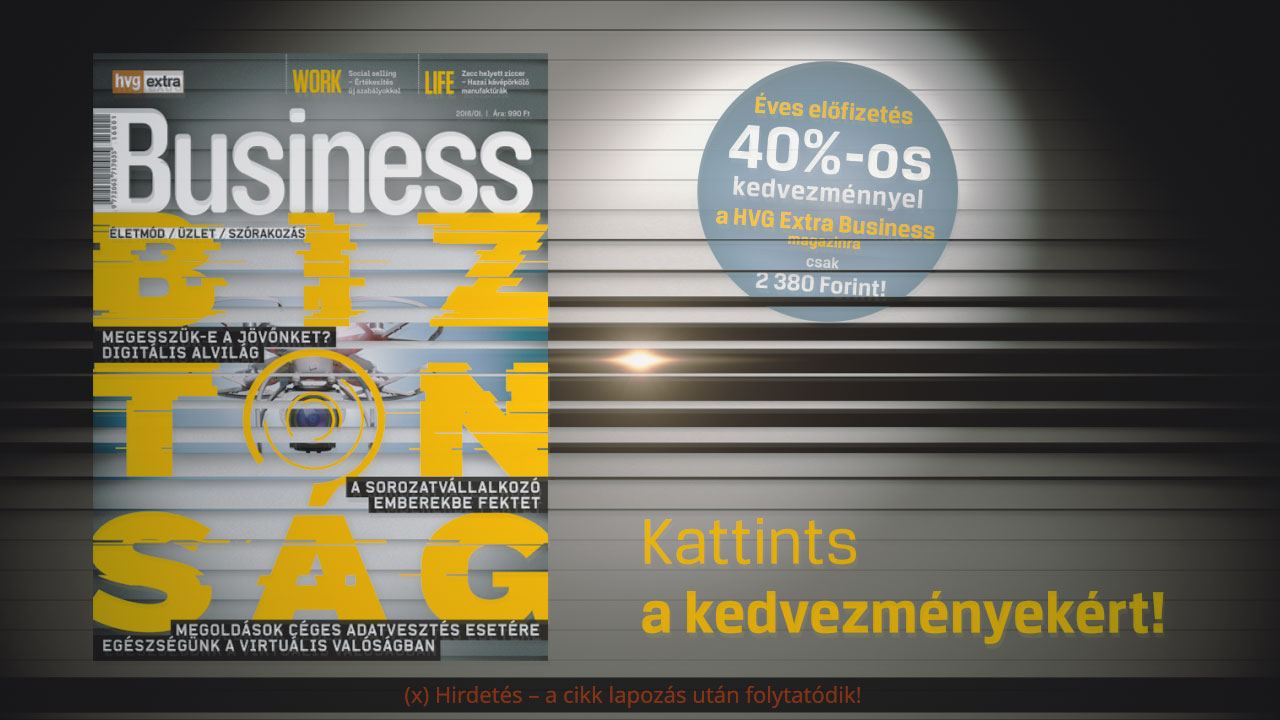 hvg extra
WORK
Social selling
– Értékesítés
új szabályokkal
LIFE
Zacc helyett ziccer
– Hazai kávépörkölő
manufaktúrák
2016/01. | Ára: 990 Ft
Business
ÉLETMÓD / ÜZLET / SZÓRAKOZÁS
BIZ
MEGESSZÜK-E A JÖVŐNKET?
DIGITÁLIS ALVILÁG
TON
A SOROZATVÁLLALKOZÓ
EMBEREKBE FEKTET
SÁG
MEGOLDÁSOK CÉGES ADATVESZTÉS ESETÉRE
EGÉSZSÉGÜNK A VIRTUÁLIS VALÓSÁGBAN
Éves előfizetés
40%-os
kedvezménnyel
a HVG Extra Business
magazinra
csak
2 380 Forint!
Kattints
a kedvezményekért!
(x) Hirdetés – a cikk lapozás után folytatódik!